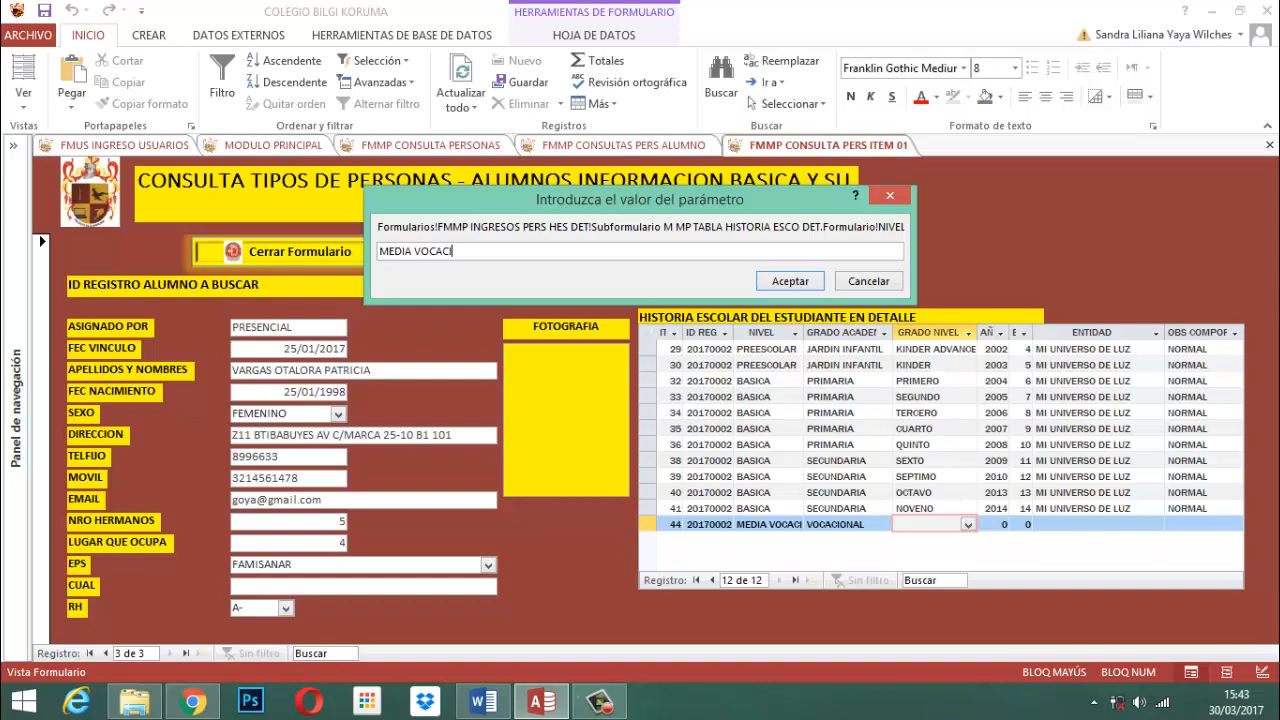 COLEGIO BILGI KORUMA
HERRAMIENTAS DE FORMULARIO
ARCHIVO INICIO CREAR DATOS EXTERNOS HERRAMIENTAS DE BASE DE DATOS HOJA DE DATOS Sandra Liliana Yaya Wilches
Ver Pegar Cortar Copiar Copiar formato
Filtro Ascendente Descendente Quitar orden Selección Avanzadas Alternar filtro
Actualizar todo Nuevo Guardar Eliminar Totales Revisión ortográfica Más
Buscar Reemplazar Ir a Seleccionar
Franklin Gothic Mediur 8
N K S A
Vistas Portapapeles Ordenar y filtrar Registros Buscar Formato de texto
FMUS INGRESO USUARIOS MODULO PRINCIPAL FMMP CONSULTA PERSONAS FMMP CONSULTAS PERS ALUMNO FMMP CONSULTA PERS ITEM 01
Panel de navegación
CONSULTA TIPOS DE PERSONAS - ALUMNOS INFORMACION BASICA Y SU
Introduzca el valor del parámetro
Formularios!FMMP INGRESOS PERS HES DET!Subformulario M MP TABLA HISTORIA ESCO DET.Formulario!NIVEL
MEDIA VOCACI
Aceptar Cancelar
Cerrar Formulario
ID REGISTRO ALUMNO A BUSCAR
ASIGNADO POR PRESENCIAL
FEC VINCULO 25/01/2017
APELLIDOS Y NOMBRES VARGAS OTALORA PATRICIA
FEC NACIMIENTO 25/01/1998
SEXO FEMENINO
DIRECCION Z11 BTIBABUYES AV C/MARCA 25-10 B1 101
TELFIJO 8996633
MOVIL 3214561478
EMAIL goya@gmail.com
NRO HERMANOS 5
LUGAR QUE OCUPA 4
EPS FAMISANAR
CUAL
RH A-
FOTOGRAFIA
HISTORIA ESCOLAR DEL ESTUDIANTE EN DETALLE
IT ID REG NIVEL GRADO ACADEI GRADO NIVEL AÑ E ENTIDAD OBS COMPOF
29 20170002 PREESCOLAR JARDIN INFANTIL KINDER ADVANCE 2002 4 MI UNIVERSO DE LUZ NORMAL
30 20170002 PREESCOLAR JARDIN INFANTIL KINDER 2003 5 MI UNIVERSO DE LUZ NORMAL
32 20170002 BASICA PRIMARIA PRIMERO 2004 6 MI UNIVERSO DE LUZ NORMAL
33 20170002 BASICA PRIMARIA SEGUNDO 2005 7 MI UNIVERSO DE LUZ NORMAL
34 20170002 BASICA PRIMARIA TERCERO 2006 8 MI UNIVERSO DE LUZ NORMAL
35 20170002 BASICA PRIMARIA CUARTO 2007 9 MI UNIVERSO DE LUZ NORMAL
36 20170002 BASICA PRIMARIA QUINTO 2008 10 MI UNIVERSO DE LUZ NORMAL
38 20170002 BASICA SECUNDARIA SEXTO 2009 11 MI UNIVERSO DE LUZ NORMAL
39 20170002 BASICA SECUNDARIA SEPTIMO 2010 12 MI UNIVERSO DE LUZ NORMAL
40 20170002 BASICA SECUNDARIA OCTAVO 2013 13 MI UNIVERSO DE LUZ NORMAL
41 20170002 BASICA SECUNDARIA NOVENO 2014 14 MI UNIVERSO DE LUZ NORMAL
44 20170002 MEDIA VOCACI VOCACIONAL 0 0
Registro: 12 de 12 Sin filtro Buscar
Registro: 3 de 3 Sin filtro Buscar
Vista Formulario BLOQ MAYÚS BLOQ NUM
15:43
30/03/2017